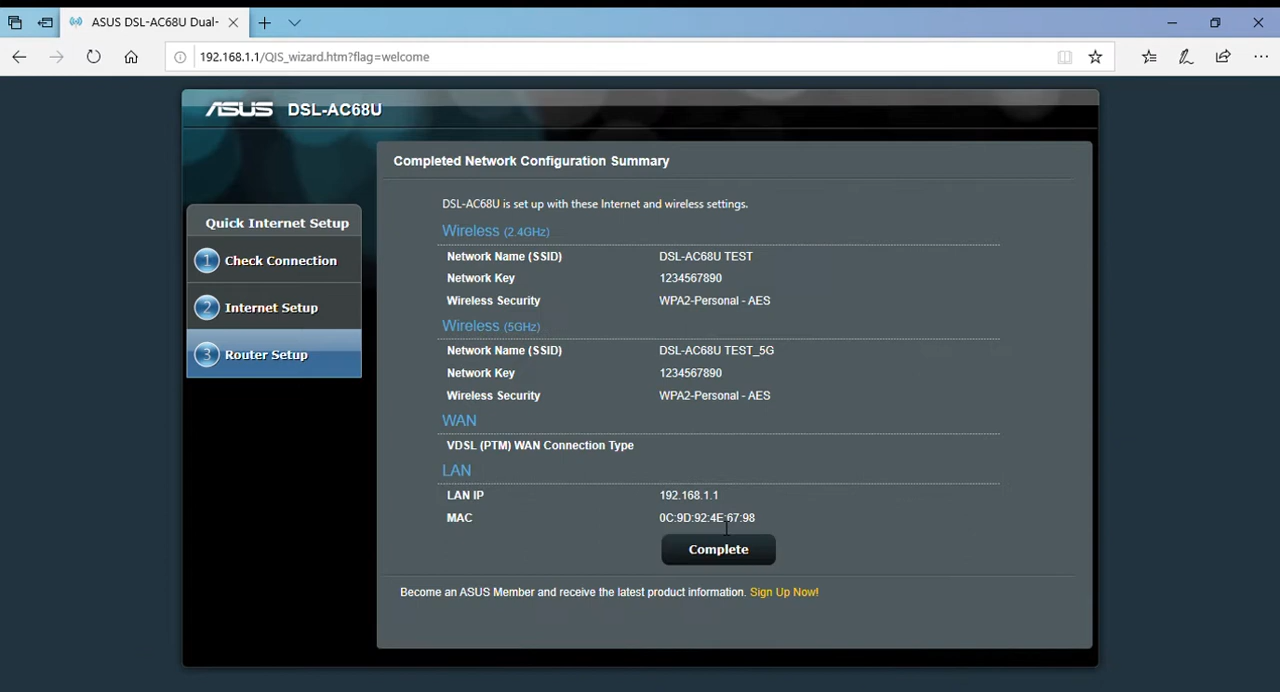 ASUS DSL-AC68U Dual-
192.168.1.1/QIS_wizard.htm?flag=welcome
ASUS DSL-AC68U
Quick Internet Setup
1 Check Connection
2 Internet Setup
3 Router Setup
Completed Network Configuration Summary
DSL-AC68U is set up with these Internet and wireless settings.
Wireless (2.4GHz)
Network Name (SSID) DSL-AC68U TEST
Network Key 1234567890
Wireless Security WPA2-Personal - AES
Wireless (5GHz)
Network Name (SSID) DSL-AC68U TEST_5G
Network Key 1234567890
Wireless Security WPA2-Personal - AES
WAN
VDSL (PTM) WAN Connection Type
LAN
LAN IP 192.168.1.1
MAC 0C:9D:92:4E:67:98
Complete
Become an ASUS Member and receive the latest product information. Sign Up Now!